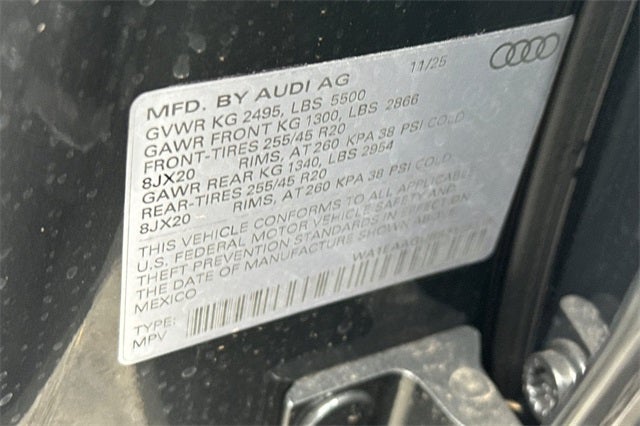 MFD. BY AUDI AG 11/25
GVWR KG 2495, LBS 5500
GAWR FRONT KG 1300, LBS 2866
FRONT-TIRES 255/45 R20
8JX20 RIMS, AT 260 KPA 38 PSI COLD
GAWR REAR KG 1340, LBS 2954
REAR-TIRES 255/45 R20
8JX20 RIMS, AT 260 KPA 38 PSI COLD
THIS VEHICLE CONFORMS TO ALL APPLICABLE
U.S. FEDERAL MOTOR VEHICLE SAFETY AND
THEFT PREVENTION STANDARDS IN EFFECT ON
THE DATE OF MANUFACTURE SHOWN ABOVE.
MEXICO
TYPE:
MPV